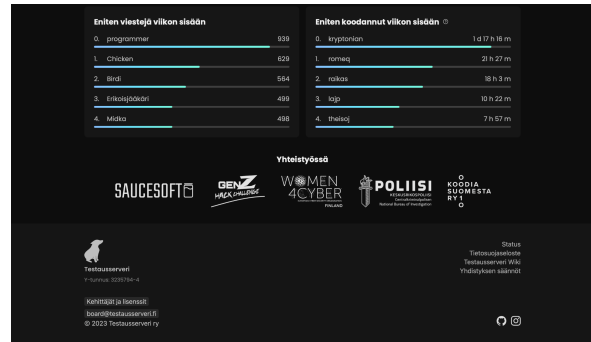 Eniten viestejä viikon sisään
0. programmer 939
1. Chicken 629
2. Birdi 564
3. Erikoisjääkäri 499
4. Midka 498
Eniten koodannut viikon sisään
0. kryptonian 1 d 17 h 16 m
1. romeq 21 h 27 m
2. raikas 18 h 3 m
3. lajp 10 h 22 m
4. theisoj 7 h 57 m
Yhteistyössä
SAUCESOFT
GENZ
HACK CHALLENGE
WOMEN
4CYBER
FINLAND
POLIISI
KESKUSRIKOSPOLIISI
Centralkriminalpolisen
National Bureau of Investigation
KOODIA
SUOMESTA
RY
Testausserveri
Y-tunnus: 3239794-4
Kehittäjät ja lisenssit
board@testausserveri.fi
© 2023 Testausserveri ry
Status
Tietosuojaseloste
Testausserveri Wiki
Yhdistyksen säännöt